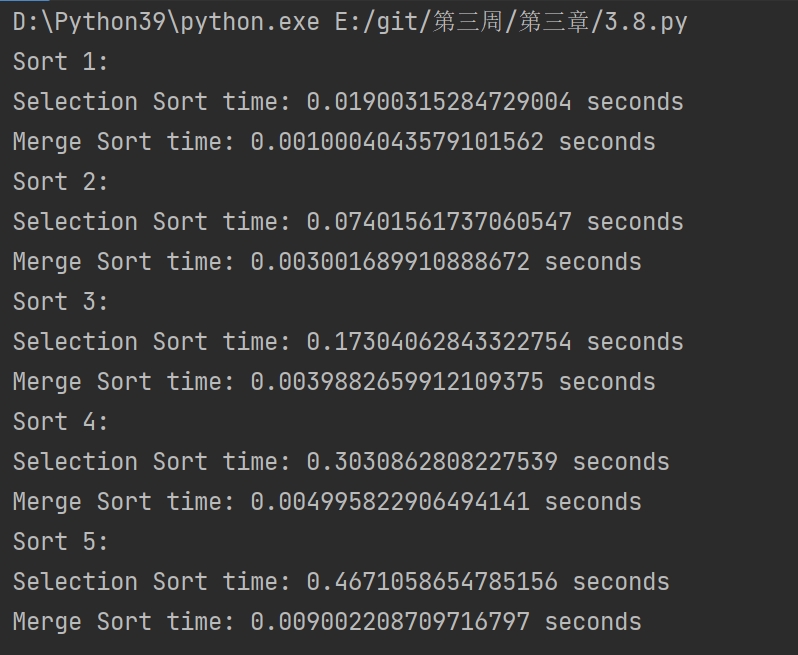 D:\Python39\python.exe E:/git/第三周/第三章/3.8.py
Sort 1:
Selection Sort time: 0.01900315284729004 seconds
Merge Sort time: 0.0010004043579101562 seconds
Sort 2:
Selection Sort time: 0.07401561737060547 seconds
Merge Sort time: 0.003001689910888672 seconds
Sort 3:
Selection Sort time: 0.17304062843322754 seconds
Merge Sort time: 0.0039882659912109375 seconds
Sort 4:
Selection Sort time: 0.3030862808227539 seconds
Merge Sort time: 0.004995822906494141 seconds
Sort 5:
Selection Sort time: 0.4671058654785156 seconds
Merge Sort time: 0.009002208709716797 seconds